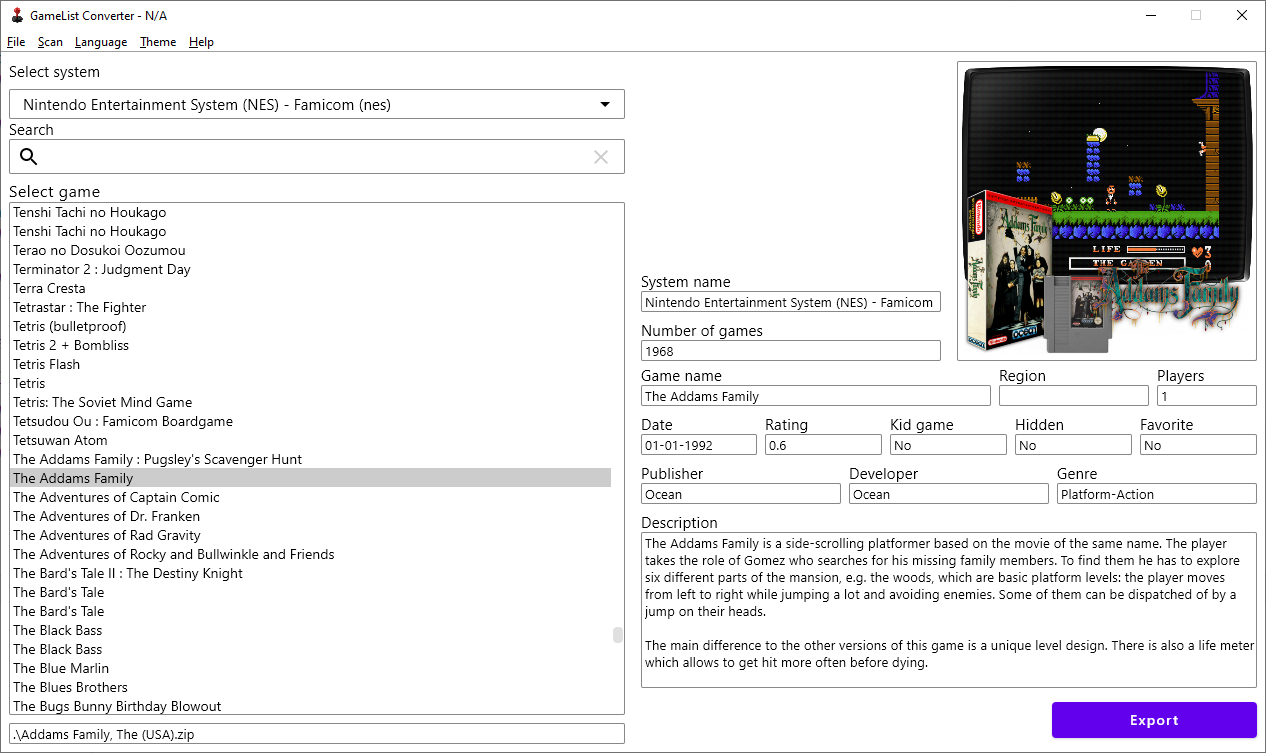 GameList Converter - N/A
File Scan Language Theme Help
Select system
Nintendo Entertainment System (NES) - Famicom (nes)
Search
Select game
Tenshi Tachi no Houkago
Tenshi Tachi no Houkago
Terao no Dosukoi Oozumou
Terminator 2 : Judgment Day
Terra Cresta
Tetrastar : The Fighter
Tetris (bulletproof)
Tetris 2 + Bombliss
Tetris Flash
Tetris
Tetris: The Soviet Mind Game
Tetsudou Ou : Famicom Boardgame
Tetsuwan Atom
The Addams Family : Pugsley's Scavenger Hunt
The Addams Family
The Adventures of Captain Comic
The Adventures of Dr. Franken
The Adventures of Rad Gravity
The Adventures of Rocky and Bullwinkle and Friends
The Bard's Tale II : The Destiny Knight
The Bard's Tale
The Bard's Tale
The Black Bass
The Black Bass
The Blue Marlin
The Blues Brothers
The Bugs Bunny Birthday Blowout
.\Addams Family, The (USA).zip
LIFE
3
THE GARDEN
0
Nintendo
Addams Family
The Addams Family
ocean
Nintendo
ocean
Addams Family
System name
Nintendo Entertainment System (NES) - Famicom
Number of games
1968
Game name
The Addams Family
Region
Players
1
Date
01-01-1992
Rating
0.6
Kid game
No
Hidden
No
Favorite
No
Publisher
Ocean
Developer
Ocean
Genre
Platform-Action
Description
The Addams Family is a side-scrolling platformer based on the movie of the same name. The player
takes the role of Gomez who searches for his missing family members. To find them he has to explore
six different parts of the mansion, e.g. the woods, which are basic platform levels: the player moves
from left to right while jumping a lot and avoiding enemies. Some of them can be dispatched of by a
jump on their heads.
The main difference to the other versions of this game is a unique level design. There is also a life meter
which allows to get hit more often before dying.
Export